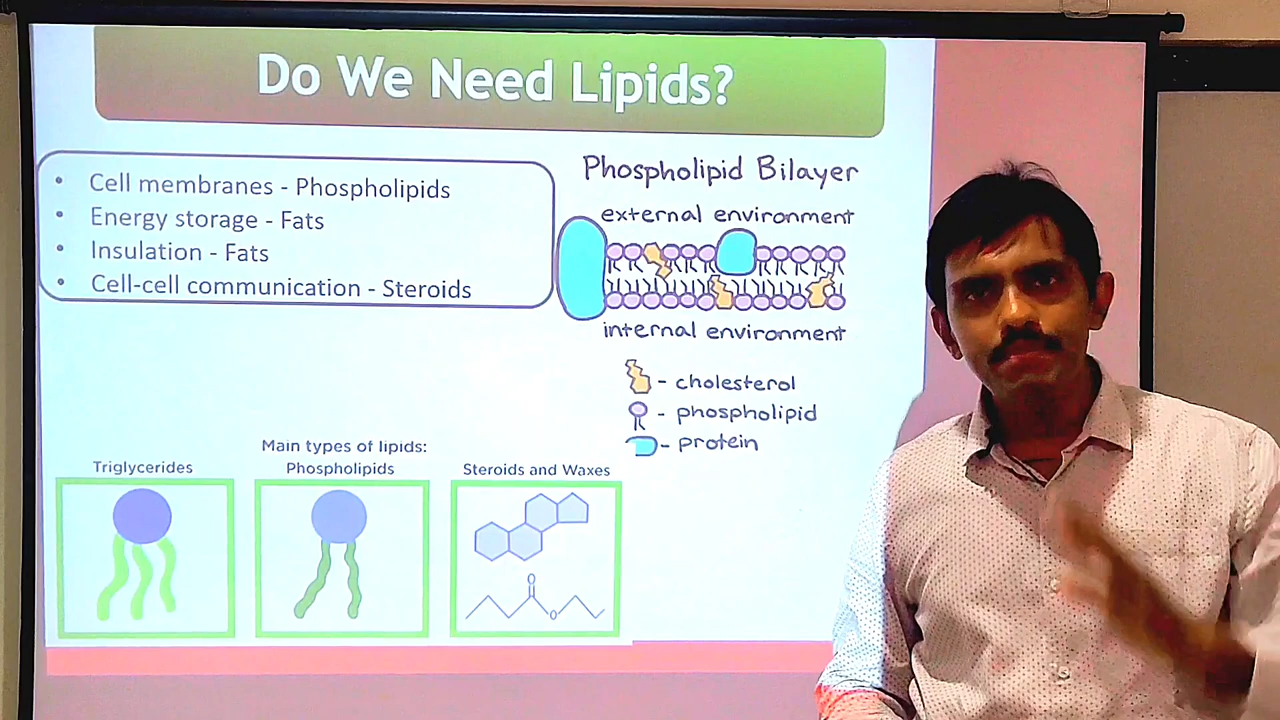 Do We Need Lipids?
• Cell membranes - Phospholipids
• Energy storage - Fats
• Insulation - Fats
• Cell-cell communication - Steroids
Phospholipid Bilayer
external environment
internal environment
- cholesterol
- phospholipid
- protein
Main types of lipids:
Triglycerides
Phospholipids
Steroids and Waxes
O
O